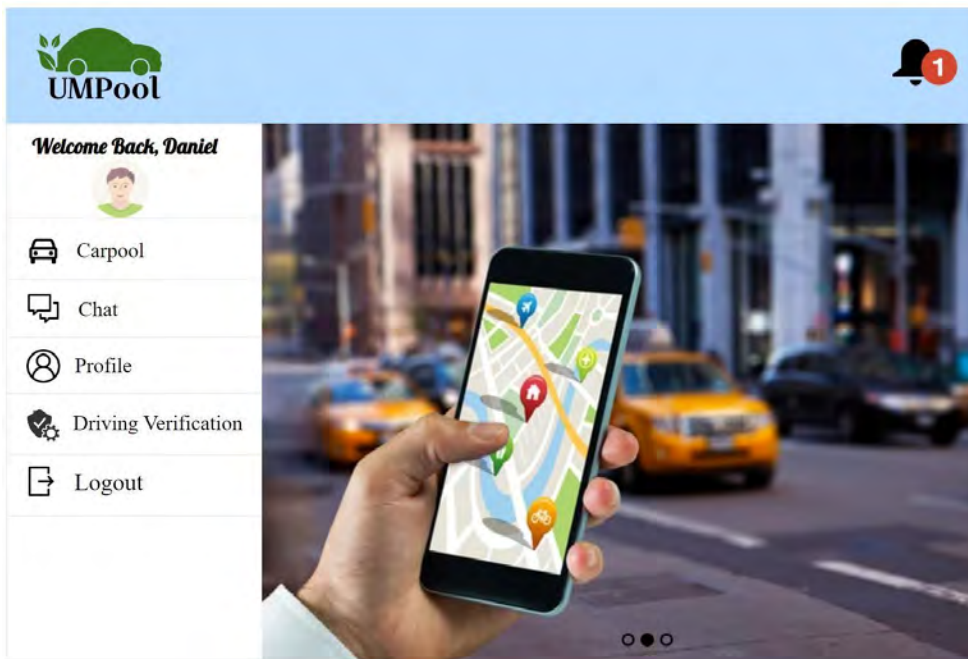 UMPool
1
Welcome Back, Daniel
Carpool
Chat
Profile
Driving Verification
Logout